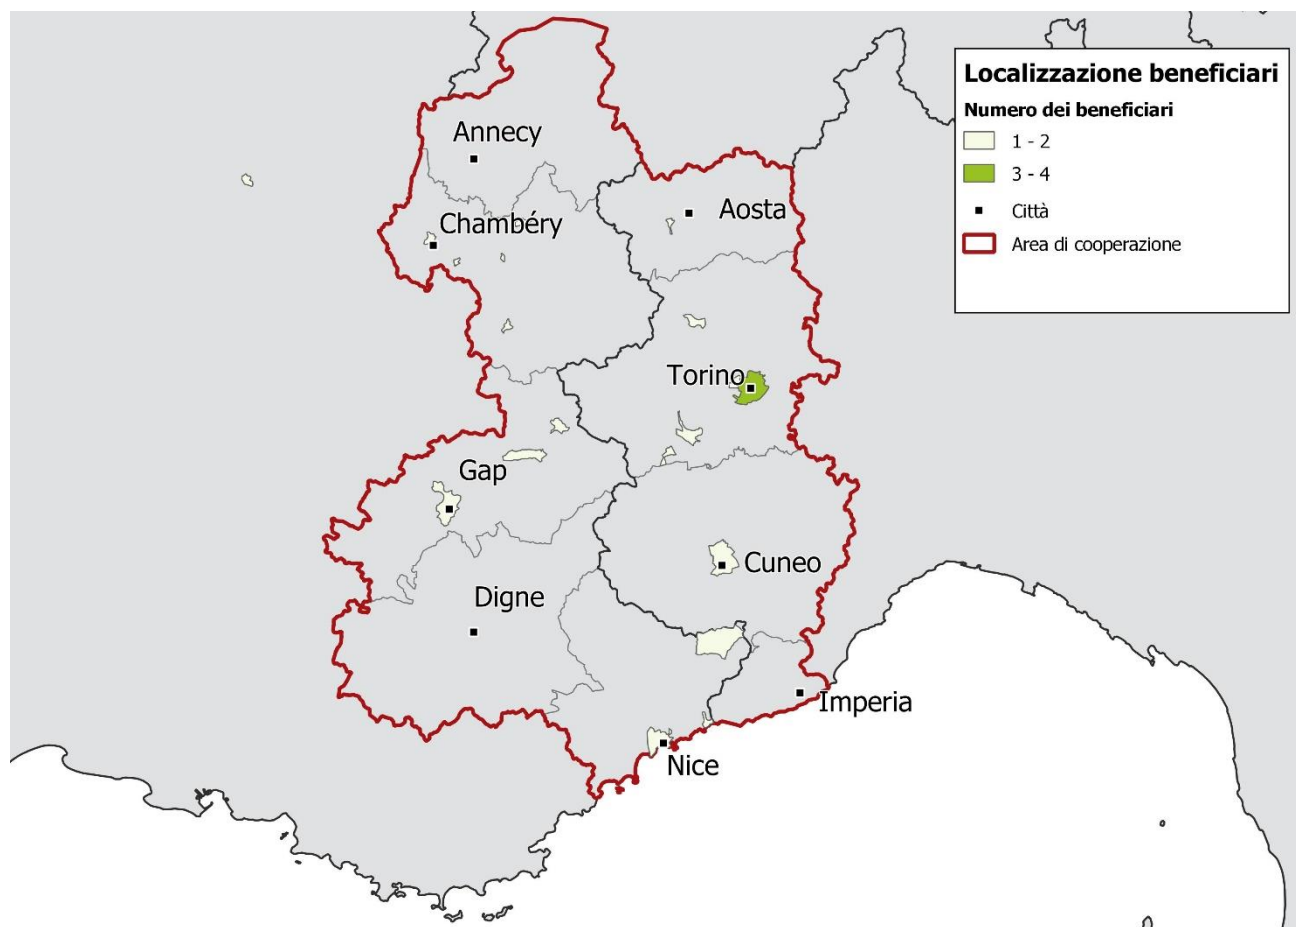 Localizzazione beneficiari
Numero dei beneficiari
1 - 2
3 - 4
Città
Area di cooperazione
Annecy
Aosta
Chambéry
Torino
Gap
Cuneo
Digne
Imperia
Nice